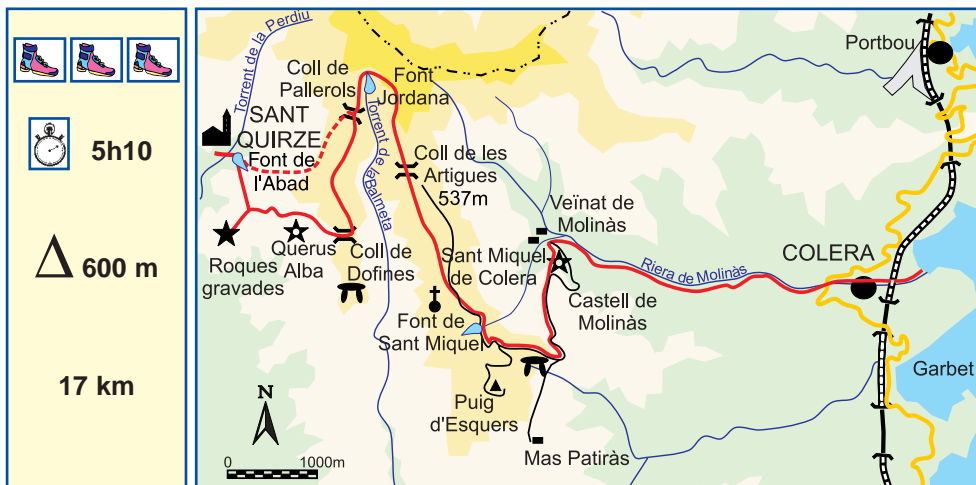 5h10
Δ 600 m
17 km
Torrent de la Perdiu
Coll de
Pallerols
Font
Jordana
Portbou
SANT
QUIRZE
Font de
l'Abad
Torrent de la Balmeta
Coll de les
Artigues
537m
Veïnat de
Molinàs
Roques
gravades
Querus
Alba
Coll de
Dofines
Sant Miquel
de Colera
Riera de Molinàs
COLERA
Castell de
Molinàs
Font de
Sant Miquel
Garbet
Puig
d'Esquers
N
Mas Patiràs
0 1000m